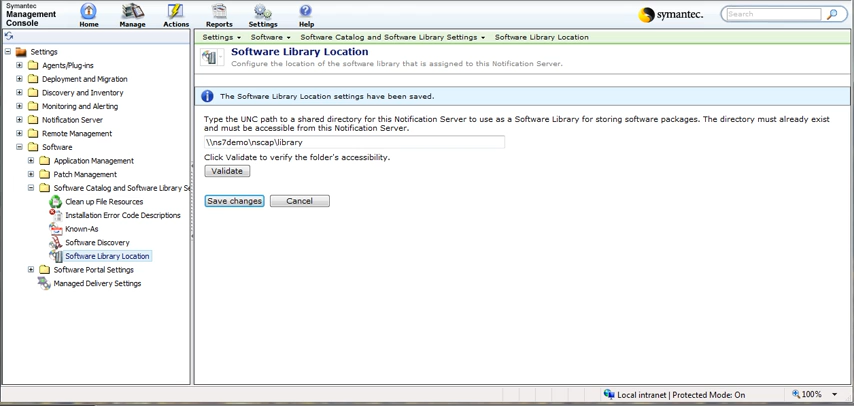 Symantec
Management
Console
Home
Manage
Actions
Reports
Settings
Help
symantec.
Search
Settings
Agents/Plug-ins
Deployment and Migration
Discovery and Inventory
Monitoring and Alerting
Notification Server
Remote Management
Software
Application Management
Patch Management
Software Catalog and Software Library Se
Clean up File Resources
Installation Error Code Descriptions
Known-As
Software Discovery
Software Library Location
Software Portal Settings
Managed Delivery Settings
Settings Software Software Catalog and Software Library Settings Software Library Location
Software Library Location
Configure the location of the software library that is assigned to this Notification Server.
The Software Library Location settings have been saved.
Type the UNC path to a shared directory for this Notification Server to use as a Software Library for storing software packages. The directory must already exist
and must be accessible from this Notification Server.
\\ns7demo\nscap\library
Click Validate to verify the folder's accessibility.
Validate
Save changes Cancel
Local intranet | Protected Mode: On 100%